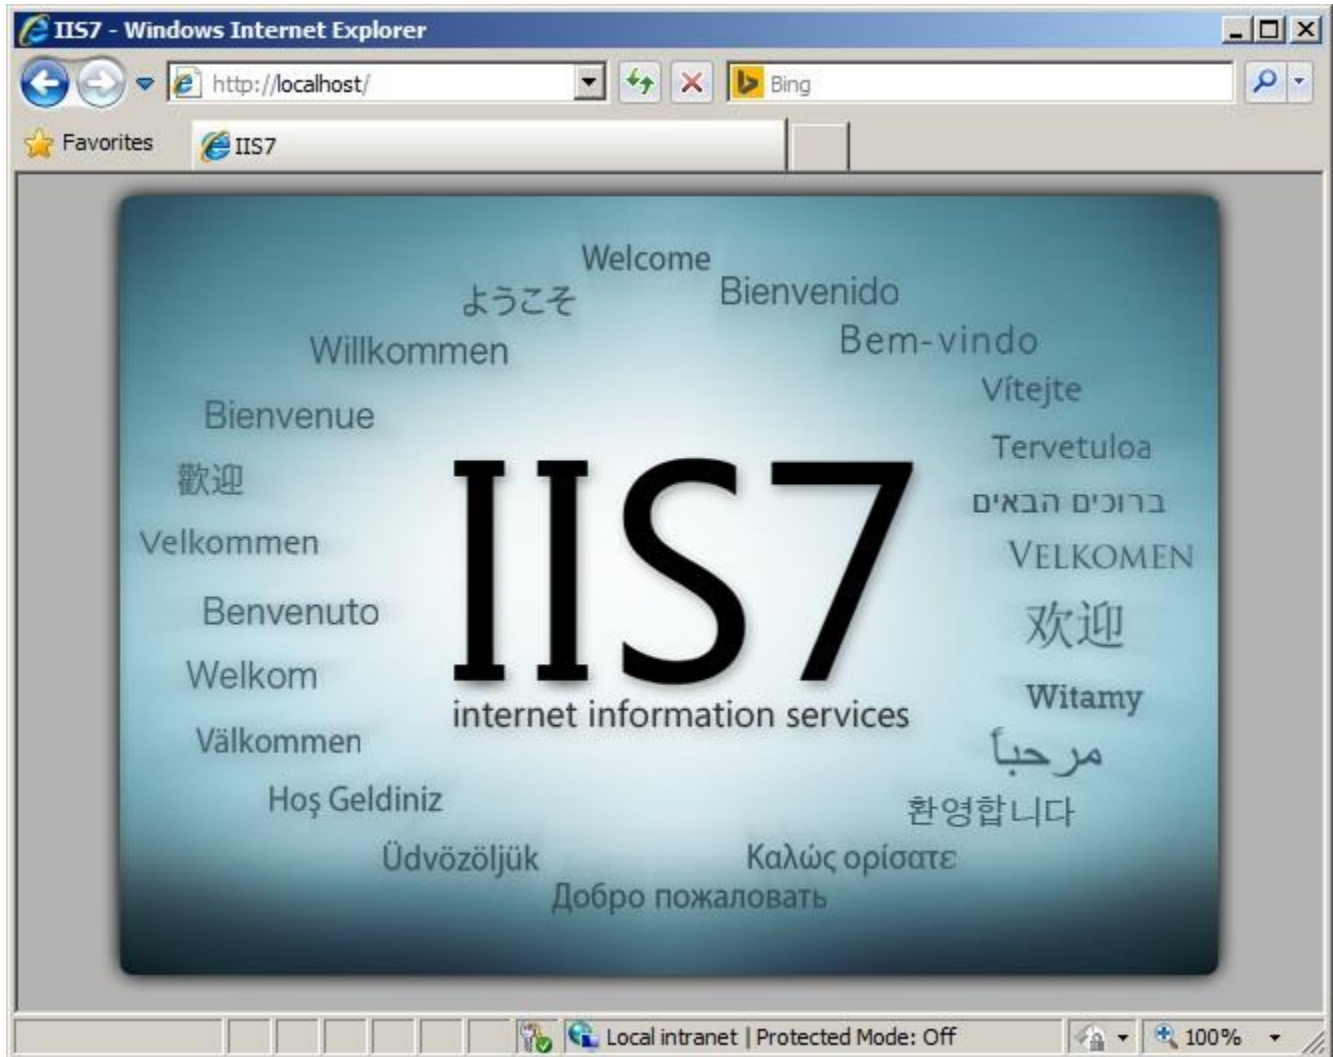 IIS7 - Windows Internet Explorer
http://localhost/
Bing
Favorites
IIS7
Welcome
ようこそ
Bienvenido
Willkommen
Bem-vindo
Vítejte
Bienvenue
Tervetuloa
歡迎
ברוכים הבאים
Velkommen
VELKOMEN
IIS7
Benvenuto
欢迎
Welkom
Witamy
internet information services
Välkommen
مرحباً
Hoş Geldiniz
환영합니다
Üdvözöljük
Καλώς ορίσατε
Добро пожаловать
Local intranet | Protected Mode: Off
100%